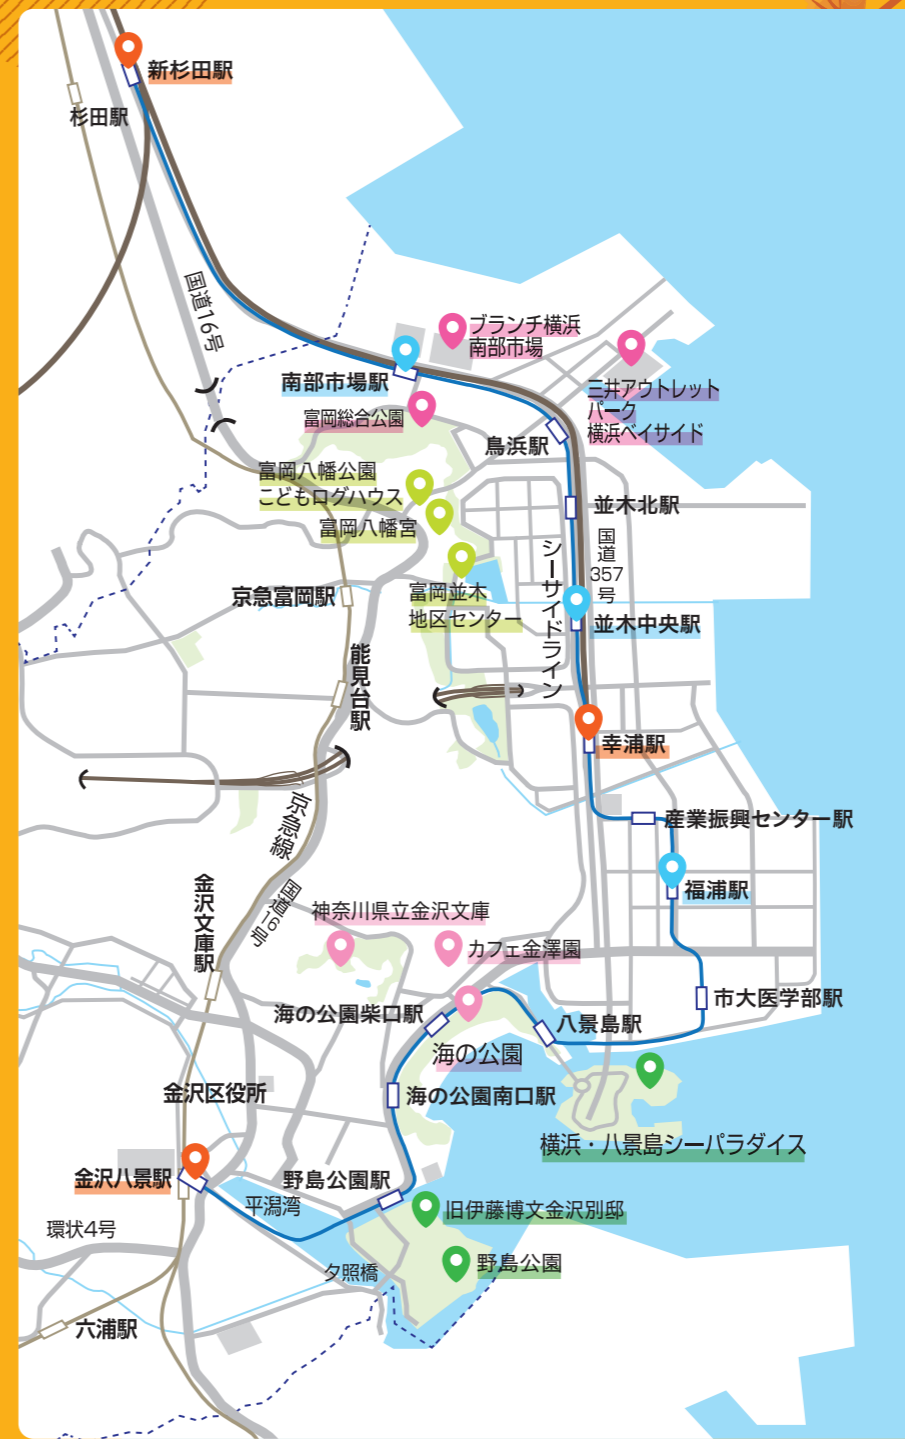 新杉田駅
杉田駅
国道16号
ブランチ横浜
南部市場
南部市場駅
三井アウトレット
パーク
横浜ベイサイド
富岡総合公園
鳥浜駅
富岡八幡公園
こどもログハウス
並木北駅
富岡八幡宮
国道
357
号
シーサイドライン
京急富岡駅
富岡並木
地区センター
並木中央駅
能見台駅
幸浦駅
京急線
産業振興センター駅
金沢文庫駅
国道16号
福浦駅
神奈川県立金沢文庫
カフェ金澤園
市大医学部駅
海の公園柴口駅
八景島駅
海の公園
金沢区役所
海の公園南口駅
横浜・八景島シーパラダイス
金沢八景駅
野島公園駅
平潟湾
旧伊藤博文金沢別邸
環状4号
野島公園
夕照橋
六浦駅